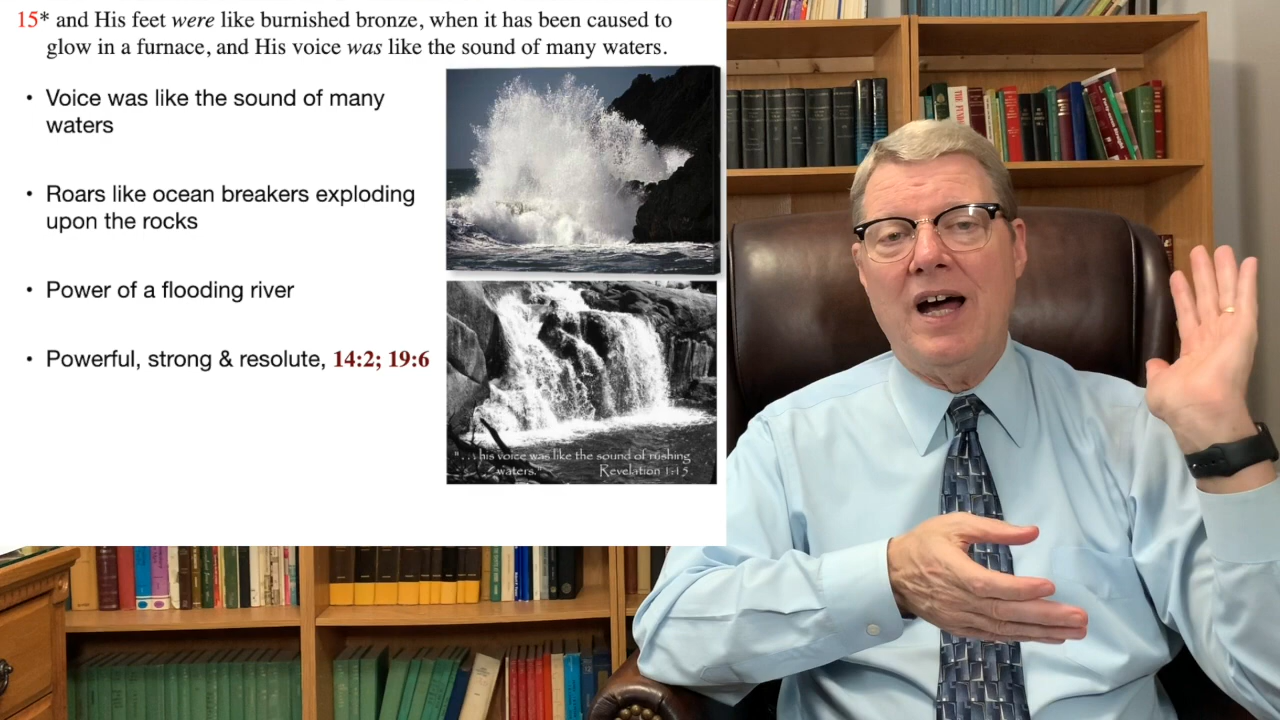 15* and His feet were like burnished bronze, when it has been caused to
glow in a furnace, and His voice was like the sound of many waters.
• Voice was like the sound of many
waters
• Roars like ocean breakers exploding
upon the rocks
• Power of a flooding river
• Powerful, strong & resolute, 14:2; 19:6
"...his voice was like the sound of rushing
waters."
Revelation 1:15